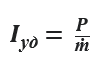 I_уд = P/ṁ